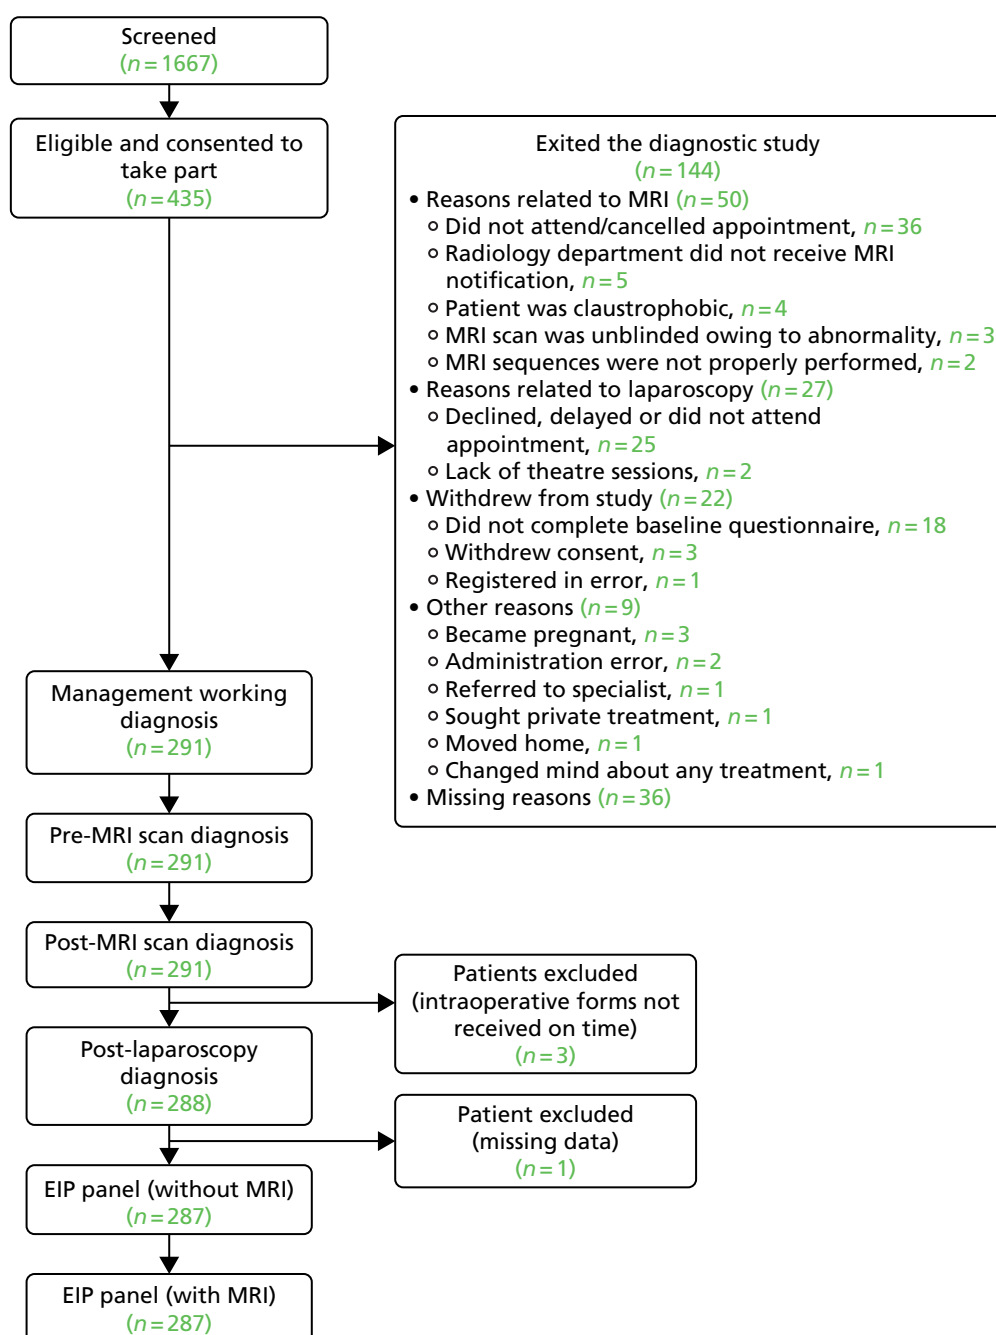 Screened
(n=1667)
Eligible and consented to
take part
(n=435)
Exited the diagnostic study
(n=144)
• Reasons related to MRI (n=50)
Did not attend/cancelled appointment, n=36
Radiology department did not receive MRI
notification, n=5
Patient was claustrophobic, n=4
MRI scan was unblinded owing to abnormality, n=3
MRI sequences were not properly performed, n=2
• Reasons related to laparoscopy (n=27)
Declined, delayed or did not attend
appointment, n=25
Lack of theatre sessions, n=2
• Withdrew from study (n=22)
Did not complete baseline questionnaire, n=18
Withdrew consent, n=3
Registered in error, n=1
• Other reasons (n=9)
Became pregnant, n=3
Administration error, n=2
Referred to specialist, n=1
Sought private treatment, n=1
Moved home, n=1
Changed mind about any treatment, n=1
• Missing reasons (n=36)
Management working
diagnosis
(n=291)
Pre-MRI scan diagnosis
(n=291)
Post-MRI scan diagnosis
(n=291)
Patients excluded
(intraoperative forms not
received on time)
(n=3)
Post-laparoscopy
diagnosis
(n=288)
Patient excluded
(missing data)
(n=1)
EIP panel (without MRI)
(n=287)
EIP panel (with MRI)
(n=287)